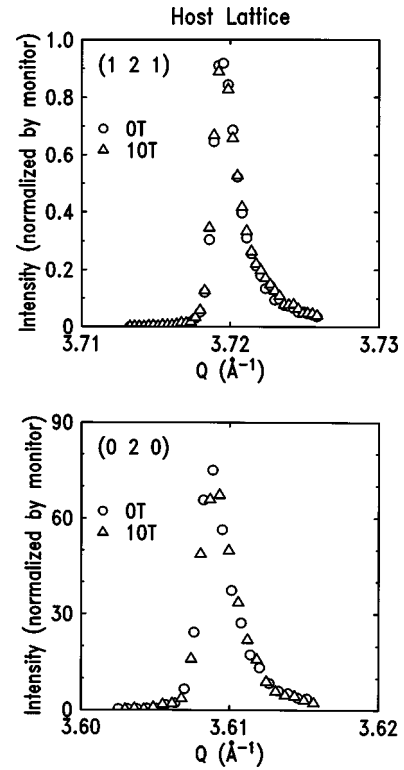 Host Lattice
Intensity (normalized by monitor)
1.0
0.8
0.6
0.4
0.2
0
(1 2 1)
○ 0T
△ 10T
3.71 3.72 3.73
Q (Å⁻¹)
Intensity (normalized by monitor)
90
60
30
0
(0 2 0)
○ 0T
△ 10T
3.60 3.61 3.62
Q (Å⁻¹)